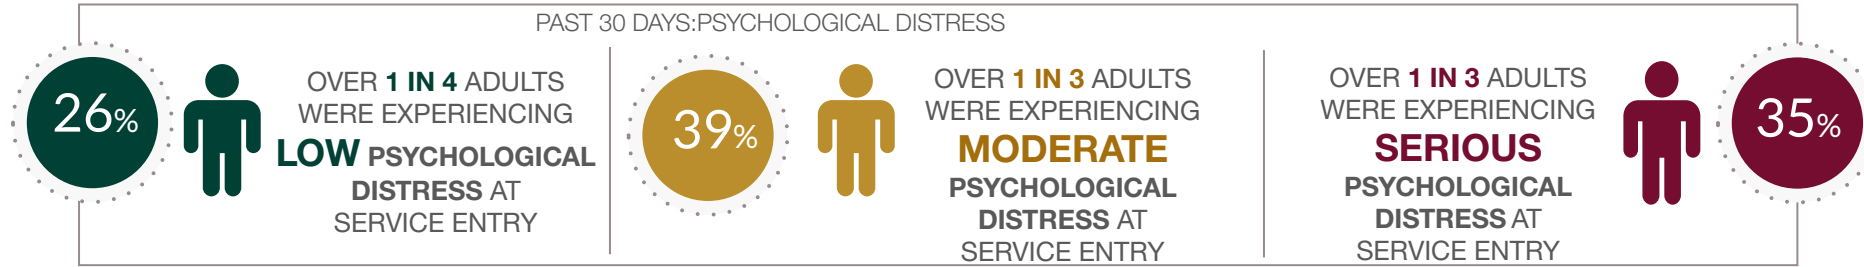 PAST 30 DAYS:PSYCHOLOGICAL DISTRESS
26%
OVER 1 IN 4 ADULTS
WERE EXPERIENCING
LOW PSYCHOLOGICAL
DISTRESS AT
SERVICE ENTRY
39%
OVER 1 IN 3 ADULTS
WERE EXPERIENCING
MODERATE
PSYCHOLOGICAL
DISTRESS AT
SERVICE ENTRY
OVER 1 IN 3 ADULTS
WERE EXPERIENCING
SERIOUS
PSYCHOLOGICAL
DISTRESS AT
SERVICE ENTRY
35%